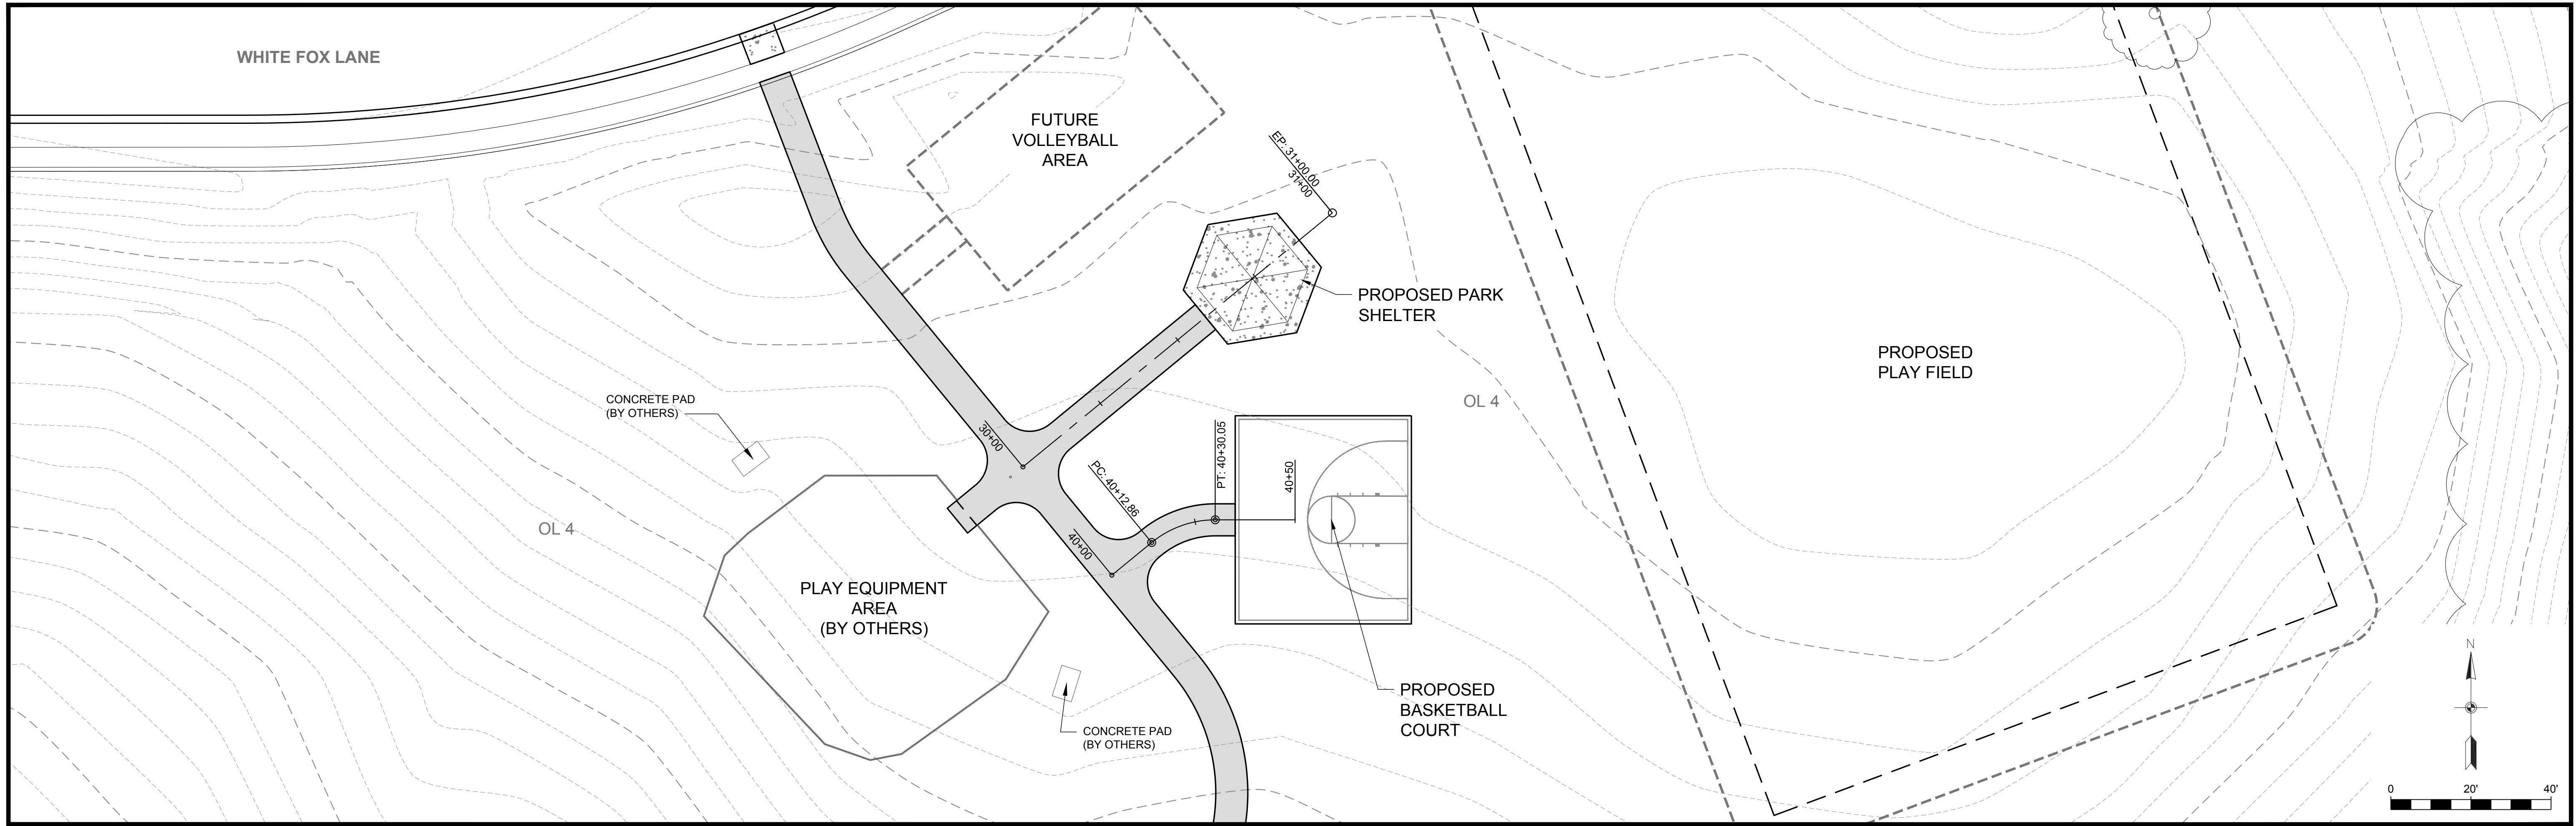 WHITE FOX LANE
FUTURE
VOLLEYBALL
AREA
EP: 31+00.00
31+00
PROPOSED PARK
SHELTER
PROPOSED
PLAY FIELD
CONCRETE PAD
(BY OTHERS)
OL 4
30+00
PT: 40+30.05
40+50
PC: 40+12.86
OL 4
40+00
PLAY EQUIPMENT
AREA
(BY OTHERS)
PROPOSED
BASKETBALL
COURT
CONCRETE PAD
(BY OTHERS)
N
0 20' 40'